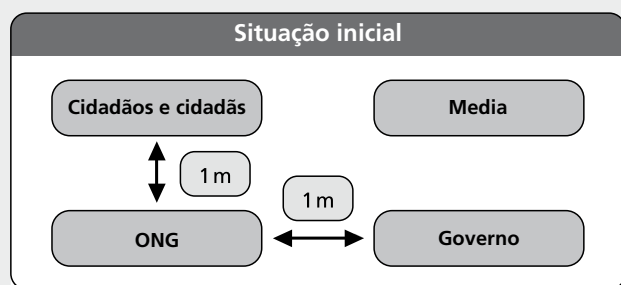 Situação inicial
Cidadãos e cidadãs
Media
1 m
1 m
ONG
Governo